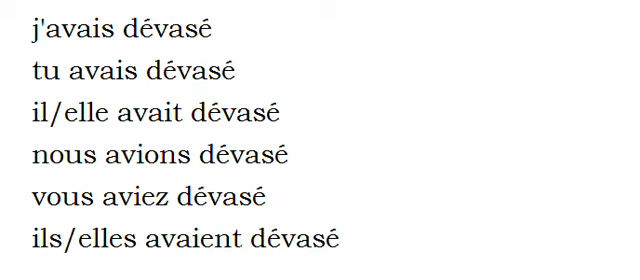 j'avais dévasé
tu avais dévasé
il/elle avait dévasé
nous avions dévasé
vous aviez dévasé
ils/elles avaient dévasé